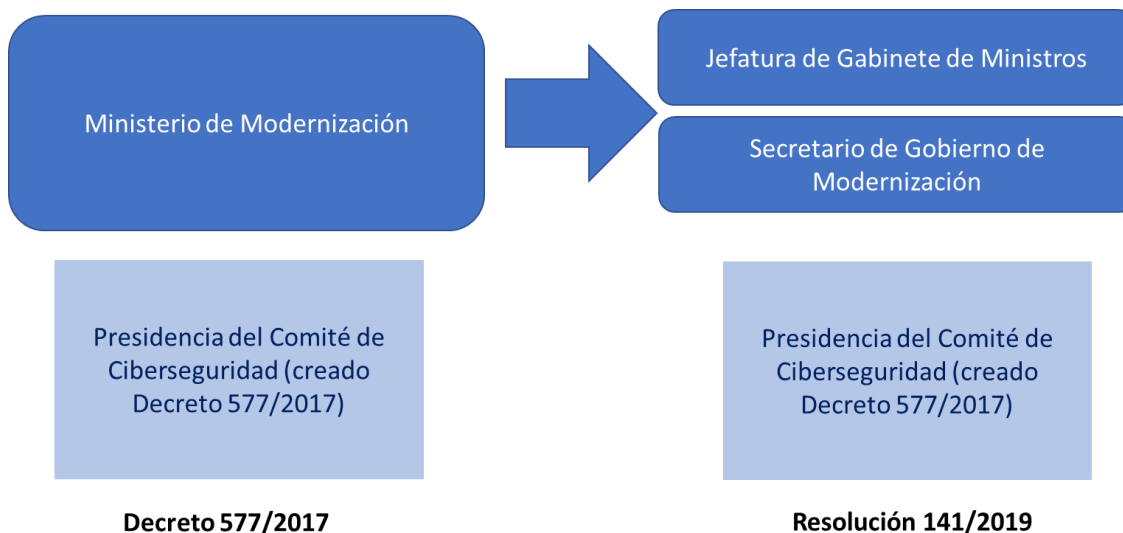 Ministerio de Modernización
Jefatura de Gabinete de Ministros
Secretario de Gobierno de
Modernización
Presidencia del Comité de
Ciberseguridad (creado
Decreto 577/2017)
Presidencia del Comité de
Ciberseguridad (creado
Decreto 577/2017)
Decreto 577/2017
Resolución 141/2019